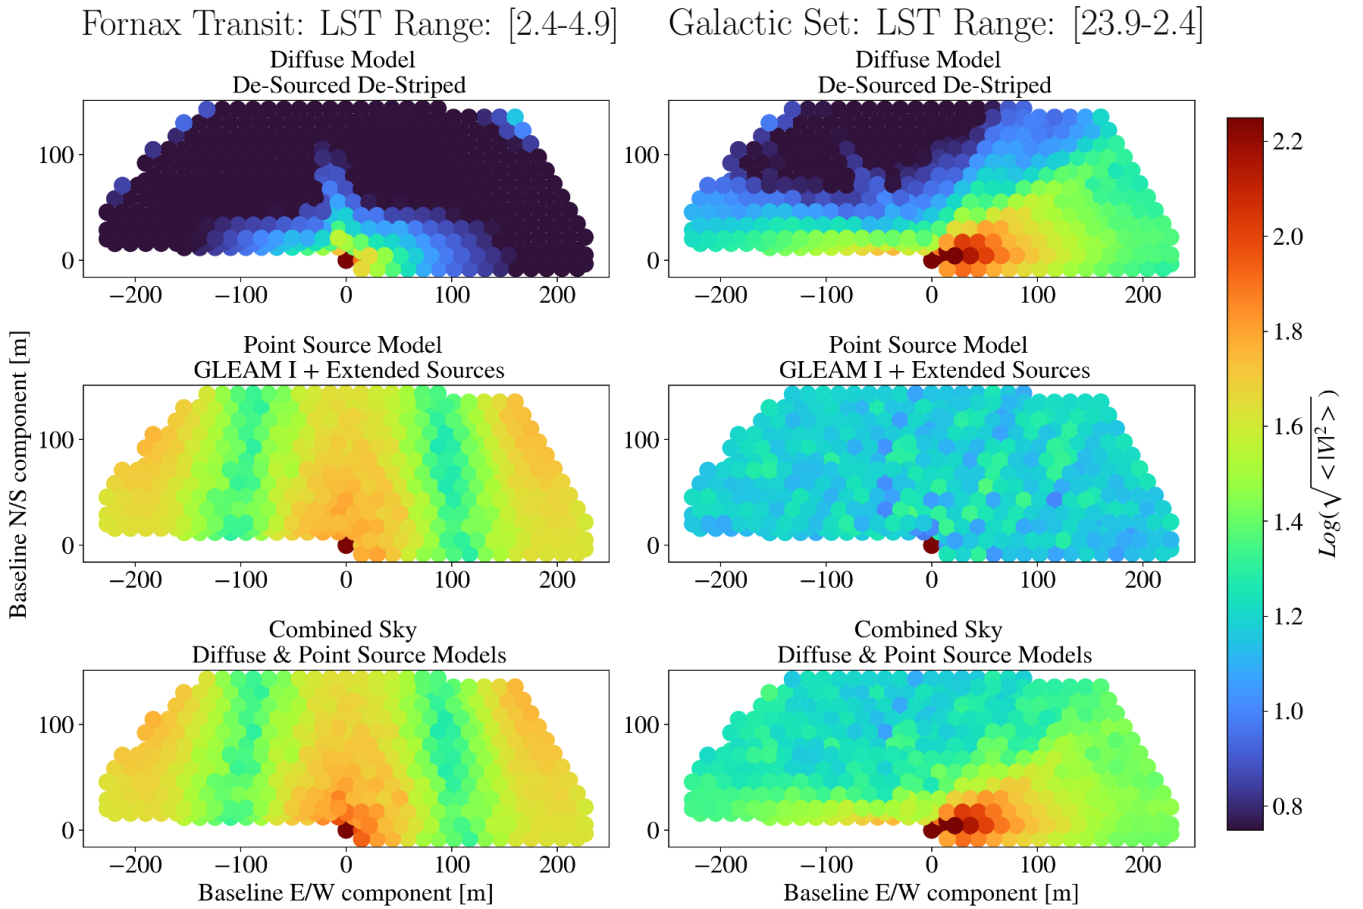 Fornax Transit: LST Range: [2.4-4.9]
Galactic Set: LST Range: [23.9-2.4]
Diffuse Model
De-Sourced De-Striped
100
0
−200 −100 0 100 200
Diffuse Model
De-Sourced De-Striped
100
0
−200 −100 0 100 200
Point Source Model
GLEAM I + Extended Sources
100
0
−200 −100 0 100 200
Point Source Model
GLEAM I + Extended Sources
100
0
−200 −100 0 100 200
Combined Sky
Diffuse & Point Source Models
100
0
−200 −100 0 100 200
Baseline E/W component [m]
Combined Sky
Diffuse & Point Source Models
100
0
−200 −100 0 100 200
Baseline E/W component [m]
Baseline N/S component [m]
2.2
2.0
1.8
1.6
1.4
1.2
1.0
0.8
Log(√<|V|²>)